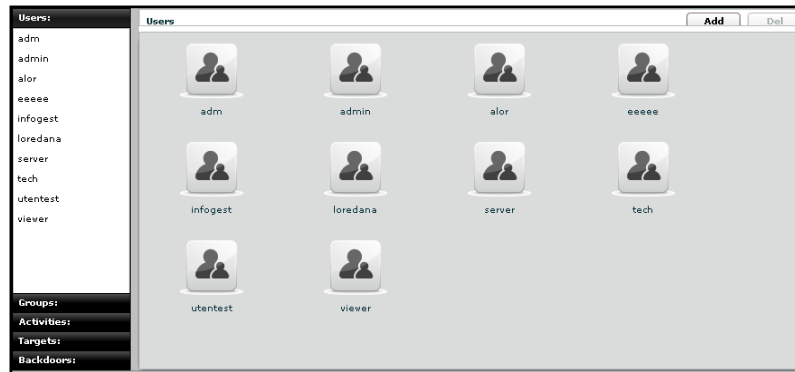 Users:
adm
admin
alor
eeeee
infogest
loredana
server
tech
utentest
viewer
Groups:
Activities:
Targets:
Backdoors:
Users
Add Del
adm admin alor eeeee
infogest loredana server tech
utentest viewer